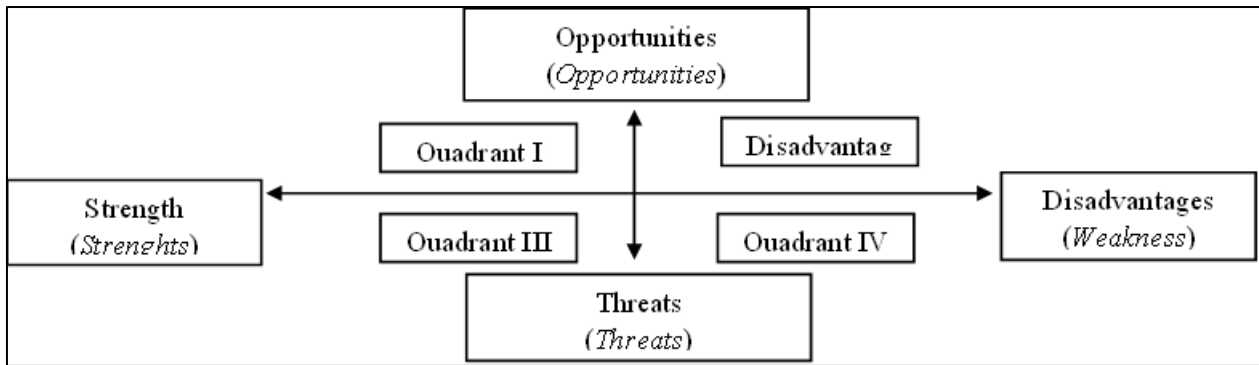 Opportunities
(Opportunities)
Ouadrant I
Disadvantag
Strength
(Strenghts)
Disadvantages
(Weakness)
Ouadrant III
Ouadrant IV
Threats
(Threats)